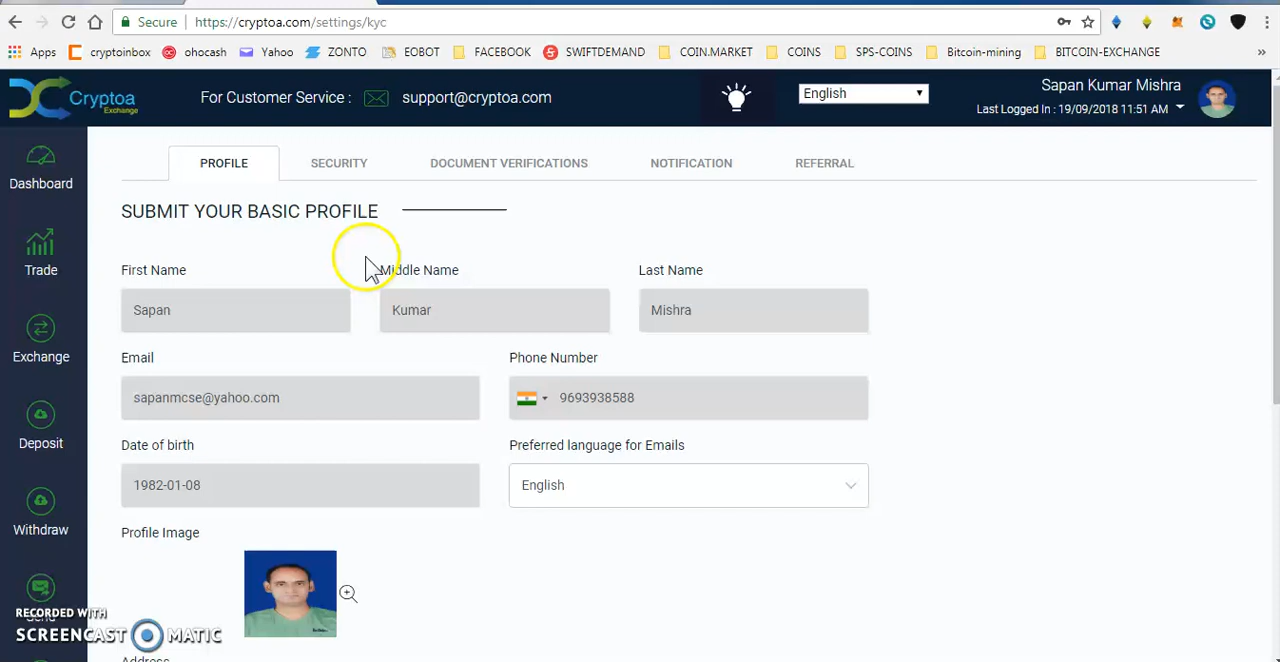 Secure https://cryptoa.com/settings/kyc
Apps cryptoinbox ohocash Yahoo ZONTO EOBOT FACEBOOK SWIFTDEMAND COIN.MARKET COINS SPS-COINS Bitcoin-mining BITCOIN-EXCHANGE »
Cryptoa Exchange
For Customer Service : support@cryptoa.com
English
Sapan Kumar Mishra
Last Logged In : 19/09/2018 11:51 AM
Dashboard
Trade
Exchange
Deposit
Withdraw
PROFILE SECURITY DOCUMENT VERIFICATIONS NOTIFICATION REFERRAL
SUBMIT YOUR BASIC PROFILE
First Name Middle Name Last Name
Sapan Kumar Mishra
Email Phone Number
sapanmcse@yahoo.com 9693938588
Date of birth Preferred language for Emails
1982-01-08 English
Profile Image
Address
RECORDED WITH
SCREENCAST MATIC